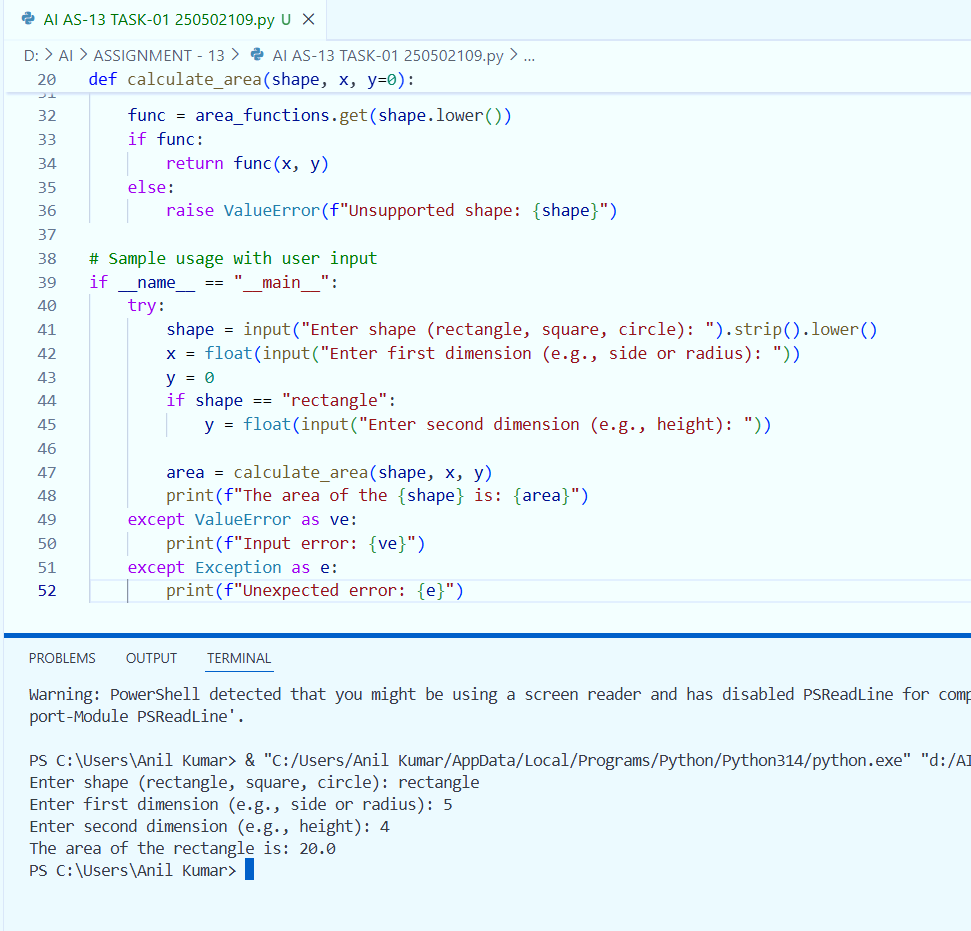 AI AS-13 TASK-01 250502109.py U
D: > AI > ASSIGNMENT - 13 > AI AS-13 TASK-01 250502109.py > ...
20 def calculate_area(shape, x, y=0):
31
32 func = area_functions.get(shape.lower())
33 if func:
34 return func(x, y)
35 else:
36 raise ValueError(f"Unsupported shape: {shape}")
37
38 # Sample usage with user input
39 if __name__ == "__main__":
40 try:
41 shape = input("Enter shape (rectangle, square, circle): ").strip().lower()
42 x = float(input("Enter first dimension (e.g., side or radius): "))
43 y = 0
44 if shape == "rectangle":
45 y = float(input("Enter second dimension (e.g., height): "))
46
47 area = calculate_area(shape, x, y)
48 print(f"The area of the {shape} is: {area}")
49 except ValueError as ve:
50 print(f"Input error: {ve}")
51 except Exception as e:
52 print(f"Unexpected error: {e}")
PROBLEMS OUTPUT TERMINAL
Warning: PowerShell detected that you might be using a screen reader and has disabled PSReadLine for comp
port-Module PSReadLine'.
PS C:\Users\Anil Kumar> & "C:/Users/Anil Kumar/AppData/Local/Programs/Python/Python314/python.exe" "d:/AI
Enter shape (rectangle, square, circle): rectangle
Enter first dimension (e.g., side or radius): 5
Enter second dimension (e.g., height): 4
The area of the rectangle is: 20.0
PS C:\Users\Anil Kumar>